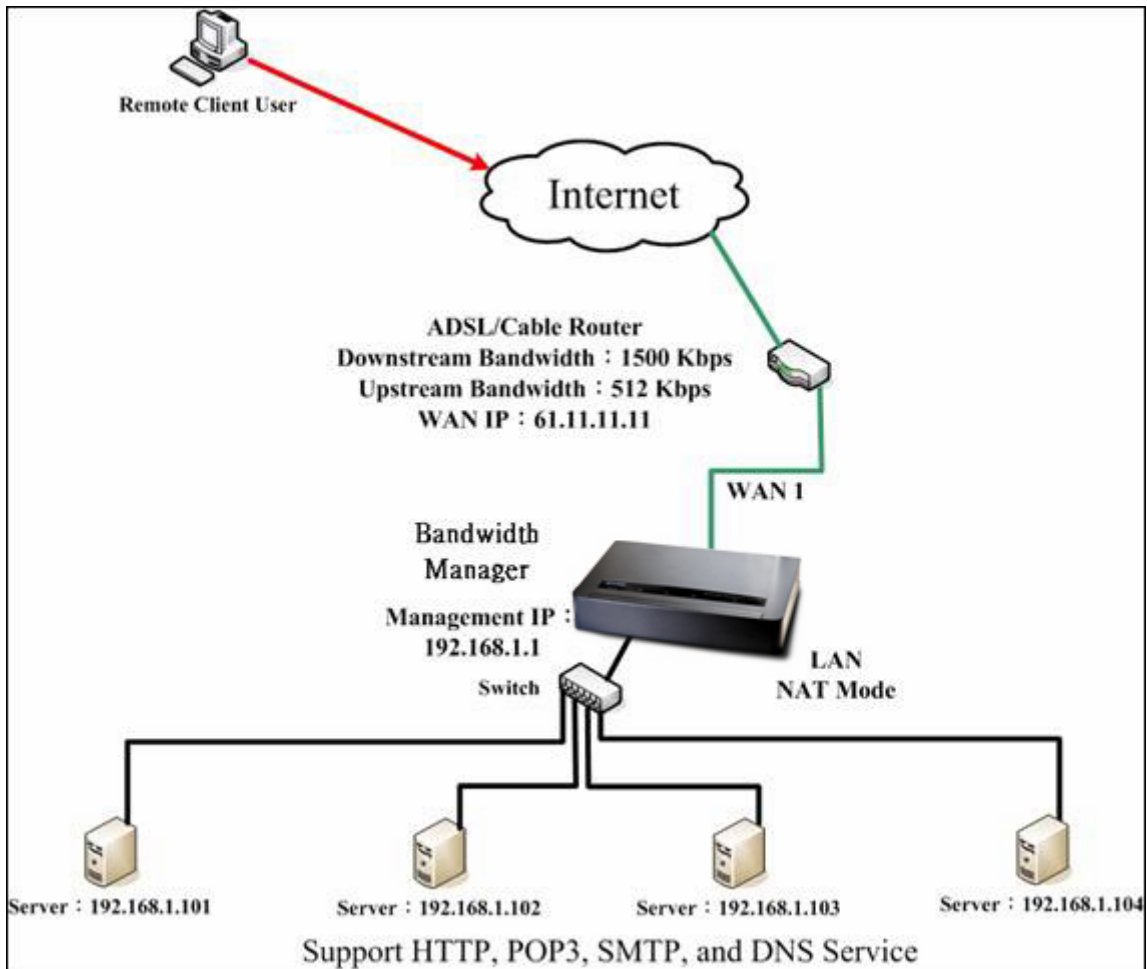 Remote Client User
Internet
ADSL/Cable Router
Downstream Bandwidth：1500 Kbps
Upstream Bandwidth：512 Kbps
WAN IP：61.11.11.11
WAN 1
Bandwidth
Manager
Management IP：
192.168.1.1
LAN
NAT Mode
Switch
Server：192.168.1.101
Server：192.168.1.102
Server：192.168.1.103
Server：192.168.1.104
Support HTTP, POP3, SMTP, and DNS Service